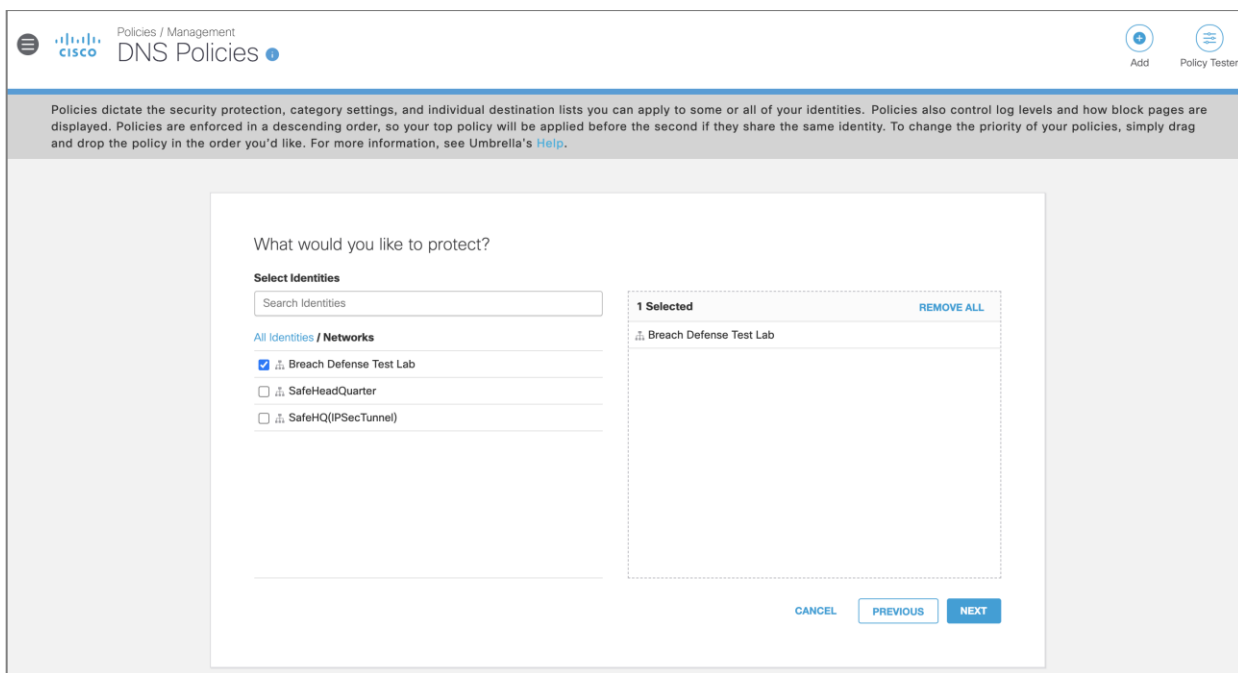 Policies / Management
CISCO
DNS Policies
Add
Policy Tester
Policies dictate the security protection, category settings, and individual destination lists you can apply to some or all of your identities. Policies also control log levels and how block pages are
displayed. Policies are enforced in a descending order, so your top policy will be applied before the second if they share the same identity. To change the priority of your policies, simply drag
and drop the policy in the order you'd like. For more information, see Umbrella's Help.
What would you like to protect?
Select Identities
Search Identities
All Identities / Networks
Breach Defense Test Lab
SafeHeadQuarter
SafeHQ(IPSecTunnel)
1 Selected
REMOVE ALL
Breach Defense Test Lab
CANCEL
PREVIOUS
NEXT